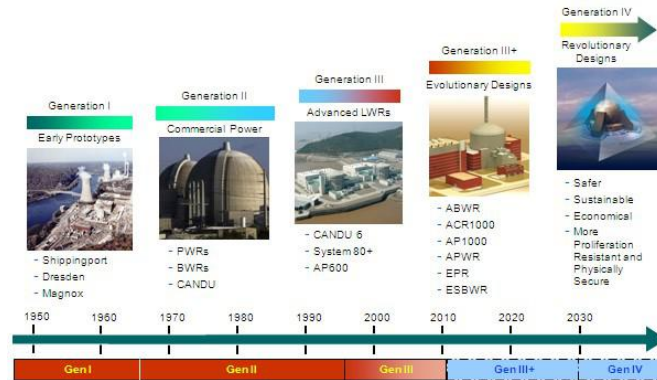 Generation I
Early Prototypes
- Shippingport
- Dresden
- Magnox
Generation II
Commercial Power
- PWRs
- BWRs
- CANDU
Generation III
Advanced LWRs
- CANDU 6
- System 80+
- AP600
Generation III+
Evolutionary Designs
- ABWR
- ACR1000
- AP1000
- APWR
- EPR
- ESBWR
Generation IV
Revolutionary
Designs
- Safer
- Sustainable
- Economical
- More
Proliferation
Resistant and
Physically
Secure
1950 1960 1970 1980 1990 2000 2010 2020 2030
Gen I Gen II Gen III Gen III+ Gen IV